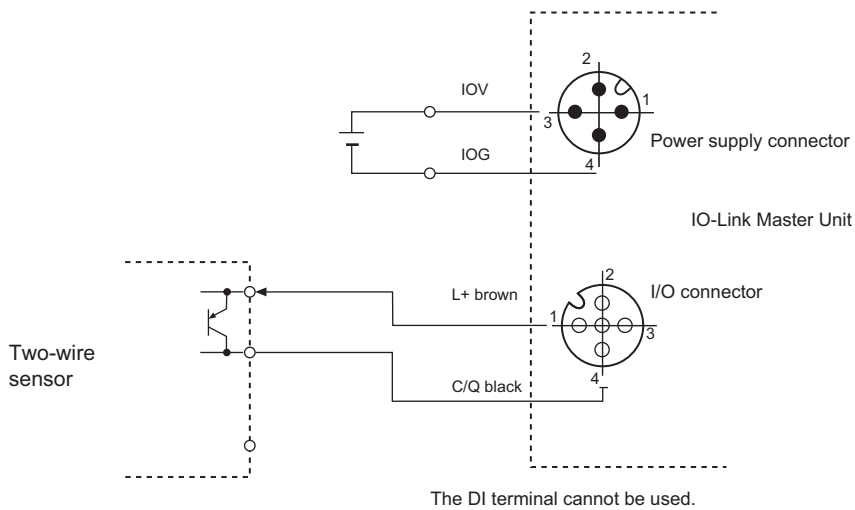 2
IOV
1
3
Power supply connector
IOG
4
IO-Link Master Unit
2
L+ brown
I/O connector
1
3
Two-wire
sensor
C/Q black
4
The DI terminal cannot be used.